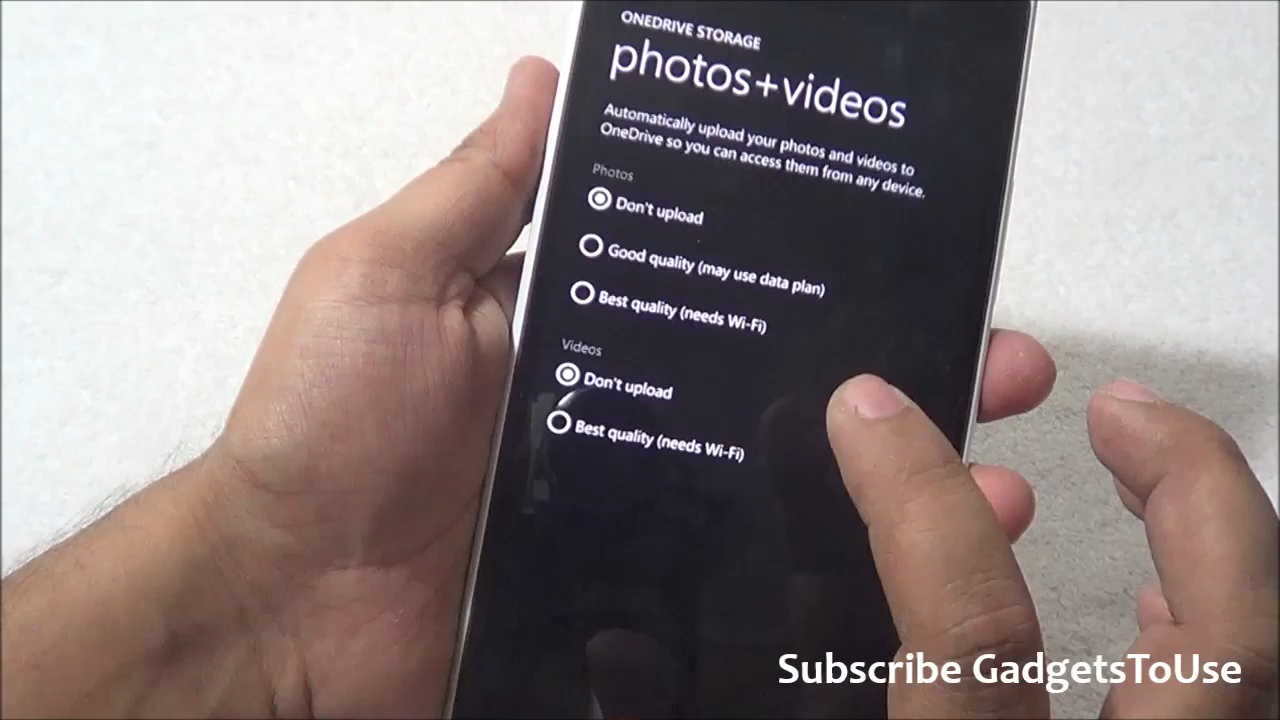 ONEDRIVE STORAGE
photos+videos
Automatically upload your photos and videos to
OneDrive so you can access them from any device.
Photos
Don't upload
Good quality (may use data plan)
Best quality (needs Wi-Fi)
Videos
Don't upload
Best quality (needs Wi-Fi)
Subscribe GadgetsToUse